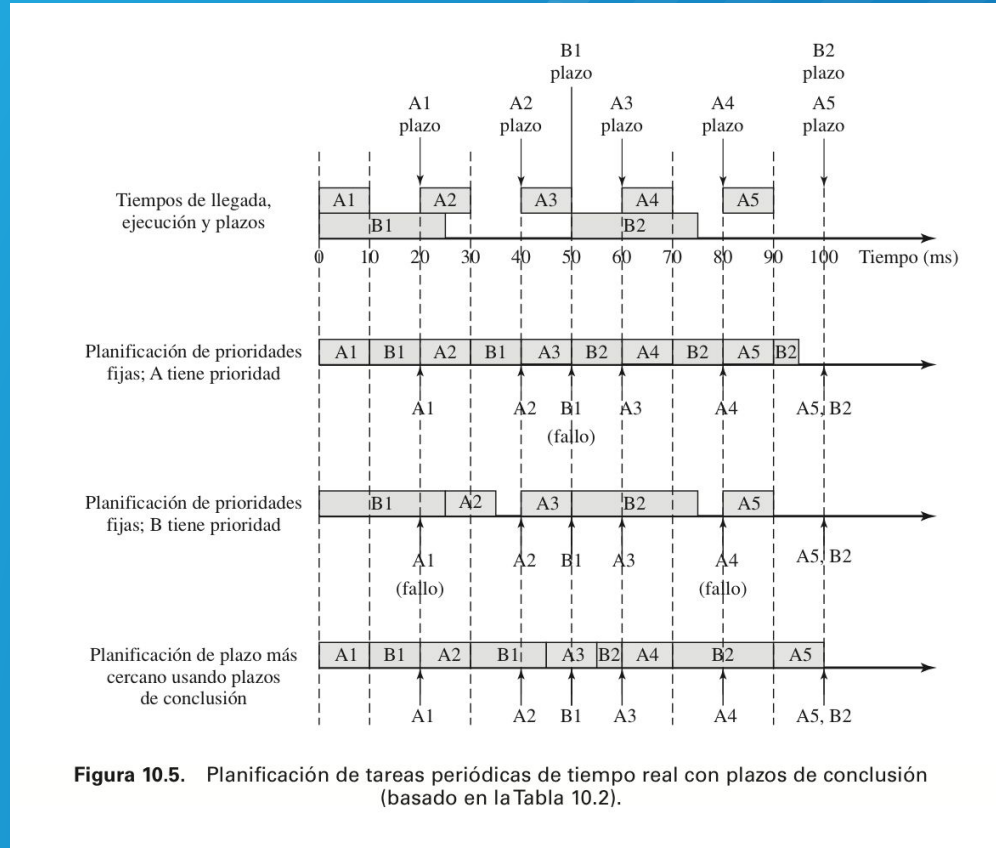 B1
plazo
B2
plazo
A1
plazo
A2
plazo
A3
plazo
A4
plazo
A5
plazo
Tiempos de llegada,
ejecución y plazos
A1 A2 A3 A4 A5
B1 B2
0 10 20 30 40 50 60 70 80 90 100 Tiempo (ms)
Planificación de prioridades
fijas; A tiene prioridad
A1 B1 A2 B1 A3 B2 A4 B2 A5 B2
A1 A2 B1 A3 A4 A5, B2
(fallo)
Planificación de prioridades
fijas; B tiene prioridad
B1 A2 A3 B2 A5
A1 A2 B1 A3 A4 A5, B2
(fallo) (fallo)
Planificación de plazo más
cercano usando plazos
de conclusión
A1 B1 A2 B1 A3 B2 A4 B2 A5
A1 A2 B1 A3 A4 A5, B2
Figura 10.5. Planificación de tareas periódicas de tiempo real con plazos de conclusión
(basado en la Tabla 10.2).